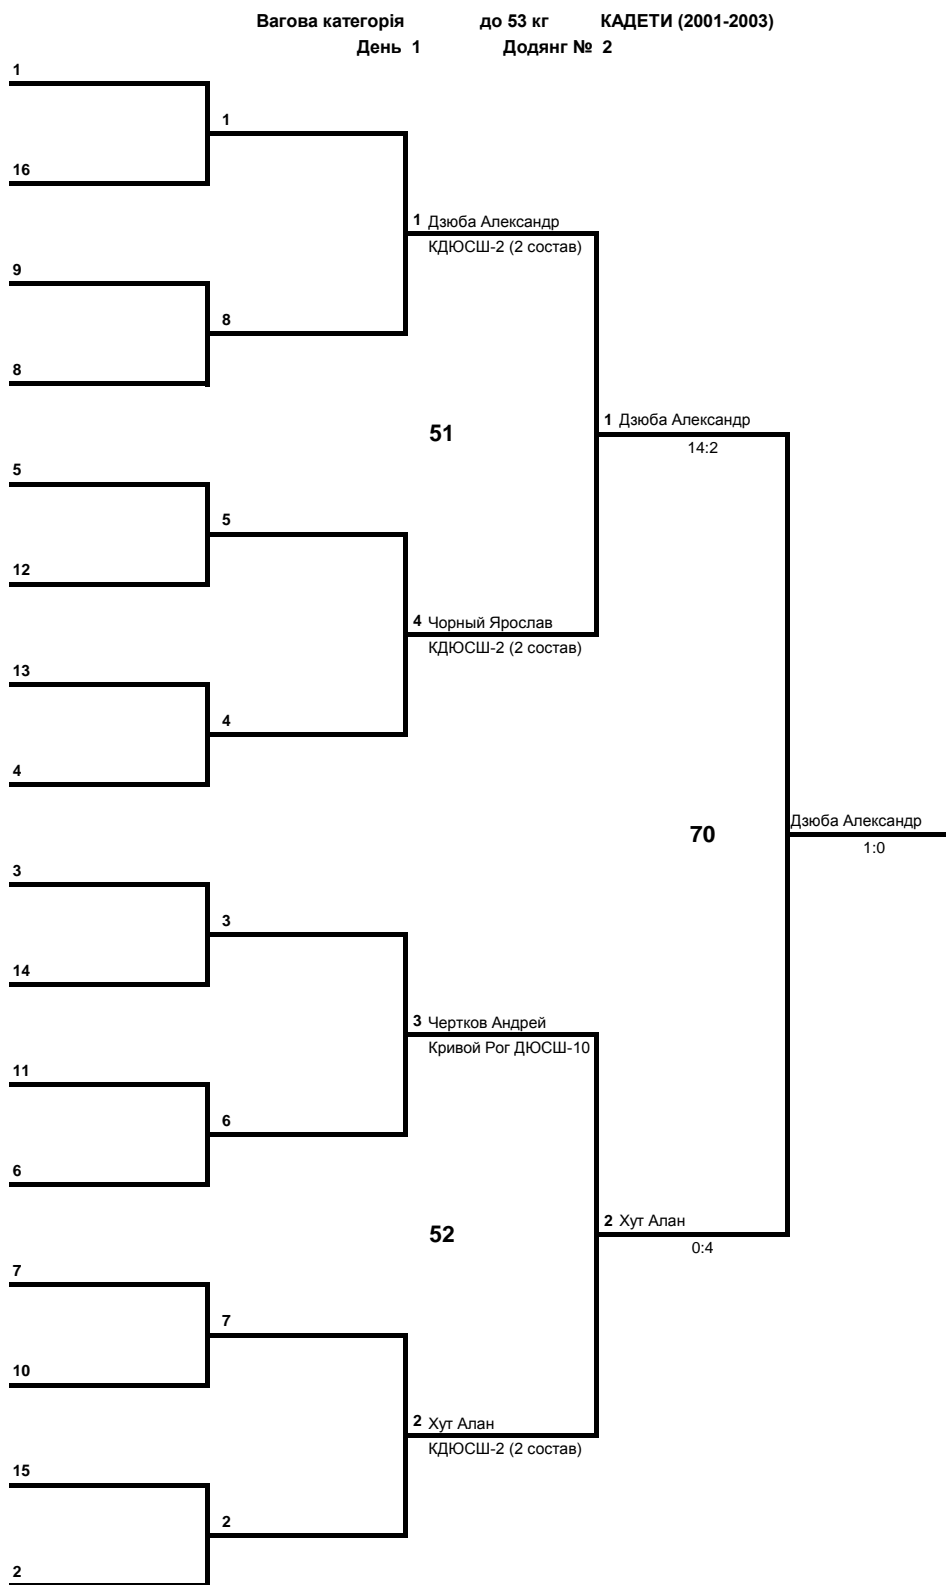 Вагова категорія до 53 кг КАДЕТИ (2001-2003)
День 1 Додянг № 2
1
1
16
1 Дзюба Александр
КДЮСШ-2 (2 состав)
9
8
8
1 Дзюба Александр
51
14:2
5
5
12
4 Чорный Ярослав
КДЮСШ-2 (2 состав)
13
4
4
Дзюба Александр
70
1:0
3
3
14
3 Чертков Андрей
Кривой Рог ДЮСШ-10
11
6
6
2 Хут Алан
52
0:4
7
7
10
2 Хут Алан
КДЮСШ-2 (2 состав)
15
2
2